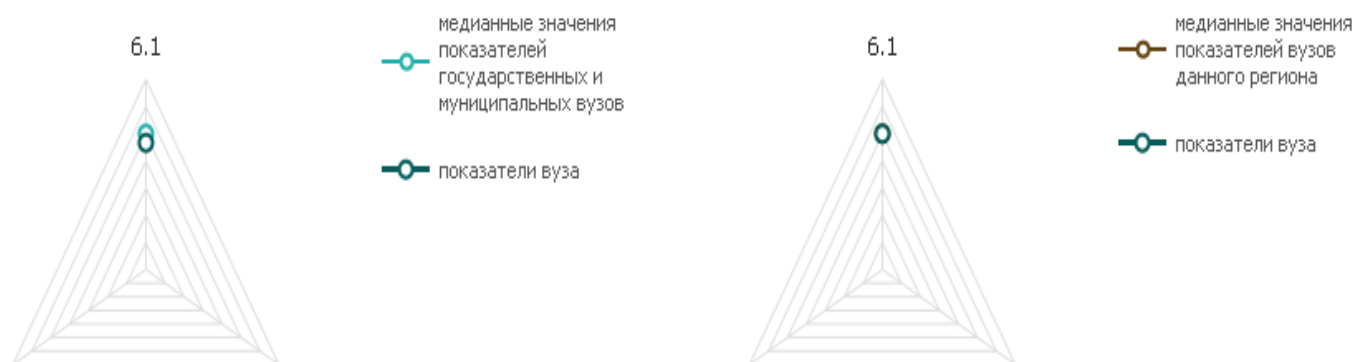 6.1
медианные значения
показателей
государственных и
муниципальных вузов
показатели вуза
6.1
медианные значения
показателей вузов
данного региона
показатели вуза